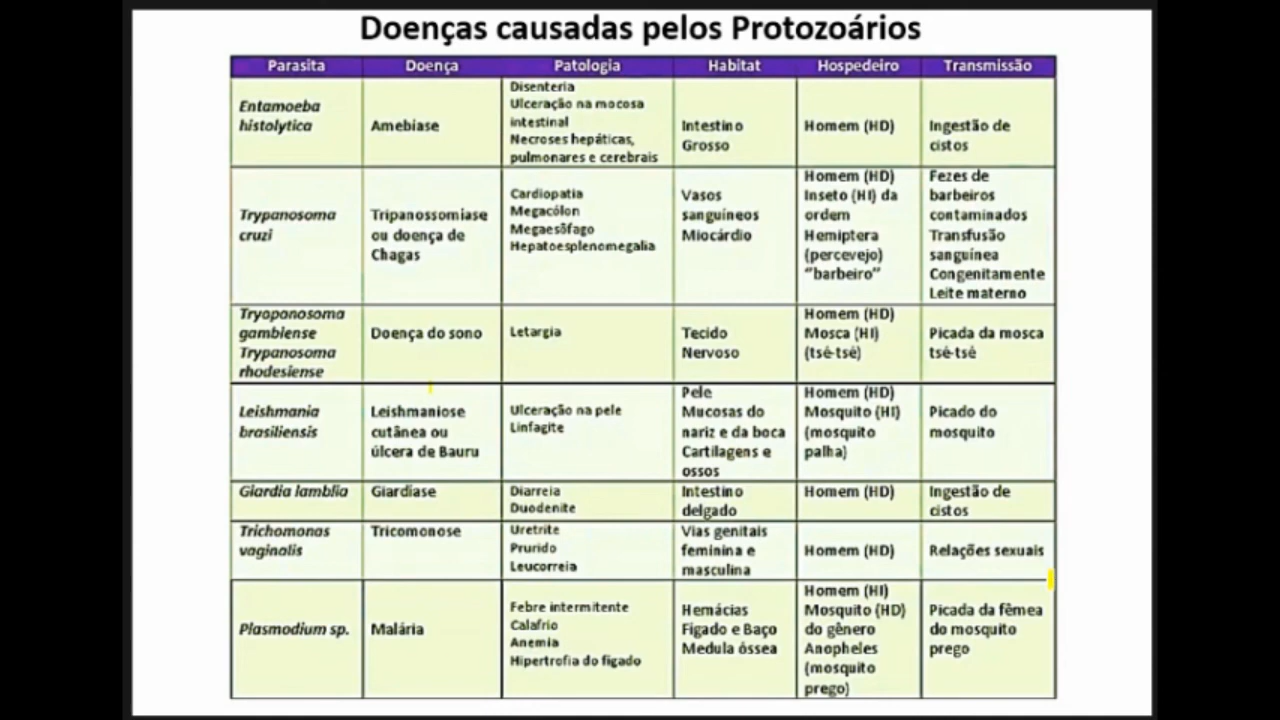 Doenças causadas pelos Protozoários
Parasita Doença Patologia Habitat Hospedeiro Transmissão
Entamoeba
histolytica
Amebiase
Disenteria
Ulceração na mocosa
intestinal
Necroses hepáticas,
pulmonares e cerebrais
Intestino
Grosso
Homem (HD)
Ingestão de
cistos
Trypanosoma
cruzi
Tripanossomiase
ou doença de
Chagas
Cardiopatia
Megacólon
Megaesôfago
Hepatoesplenomegalia
Vasos
sanguíneos
Miocárdio
Homem (HD)
Inseto (HI) da
ordem
Hemiptera
(percevejo)
“barbeiro”
Fezes de
barbeiros
contaminados
Transfusão
sanguínea
Congenitamente
Leite materno
Tryoponosoma
gambiense
Trypanosoma
rhodesiense
Doença do sono
Letargia
Tecido
Nervoso
Homem (HD)
Mosca (HI)
(tsé-tsé)
Picada da mosca
tsé-tsé
Leishmania
brasiliensis
Leishmaniose
cutânea ou
úlcera de Bauru
Ulceração na pele
Linfagite
Pele
Mucosas do
nariz e da boca
Cartilagens e
ossos
Homem (HD)
Mosquito (HI)
(mosquito
palha)
Picado do
mosquito
Giardia lamblia
Giardíase
Diarreia
Duodenite
Intestino
delgado
Homem (HD)
Ingestão de
cistos
Trichomonas
vaginalis
Tricomonose
Uretrite
Prurido
Leucorreia
Vias genitais
feminina e
masculina
Homem (HD)
Relações sexuais
Plasmodium sp.
Malária
Febre intermitente
Calafrio
Anemia
Hipertrofia do fígado
Hemácias
Fígado e Baço
Medula óssea
Homem (HI)
Mosquito (HD)
do gênero
Anopheles
(mosquito
prego)
Picada da fêmea
do mosquito
prego